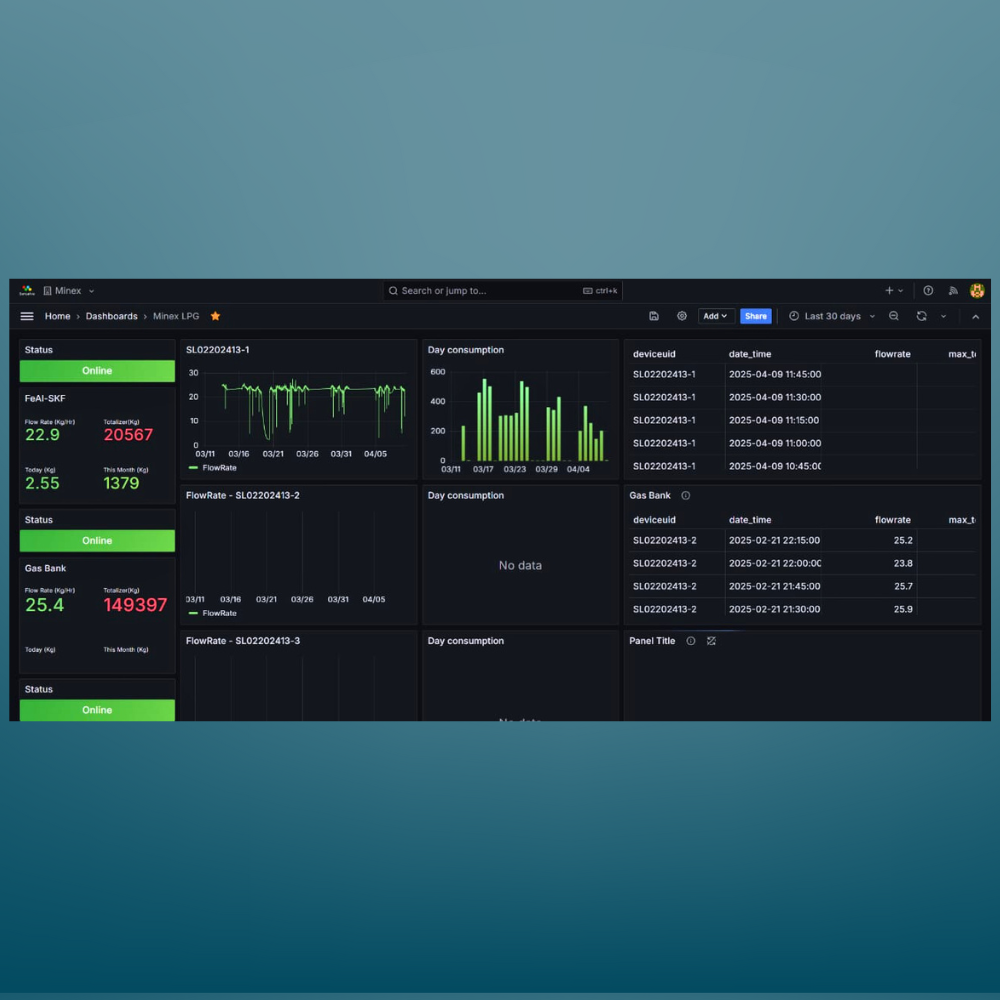 Minex
Search or jump to...
ctrl+k
Home › Dashboards › Minex LPG
Add
Share
Last 30 days
Status
Online
FeAI-SKF
Flow Rate (Kg/Hr) Totalizer(Kg)
22.9 20567
Today (Kg) This Month (Kg)
2.55 1379
Status
Online
Gas Bank
Flow Rate (Kg/Hr) Totalizer(Kg)
25.4 149397
Today (Kg) This Month (Kg)
Status
Online
SL02202413-1
30
20
10
0
03/11 03/16 03/21 03/26 03/31 04/05
FlowRate
Day consumption
600
400
200
0
03/11 03/17 03/23 03/29 04/04
deviceuid date_time flowrate max_t
SL02202413-1 2025-04-09 11:45:00
SL02202413-1 2025-04-09 11:30:00
SL02202413-1 2025-04-09 11:15:00
SL02202413-1 2025-04-09 11:00:00
SL02202413-1 2025-04-09 10:45:00
FlowRate - SL02202413-2
03/11 03/16 03/21 03/26 03/31 04/05
FlowRate
Day consumption
No data
Gas Bank
deviceuid date_time flowrate max_t
SL02202413-2 2025-02-21 22:15:00 25.2
SL02202413-2 2025-02-21 22:00:00 23.8
SL02202413-2 2025-02-21 21:45:00 25.7
SL02202413-2 2025-02-21 21:30:00 25.9
FlowRate - SL02202413-3
Day consumption
No data
Panel Title